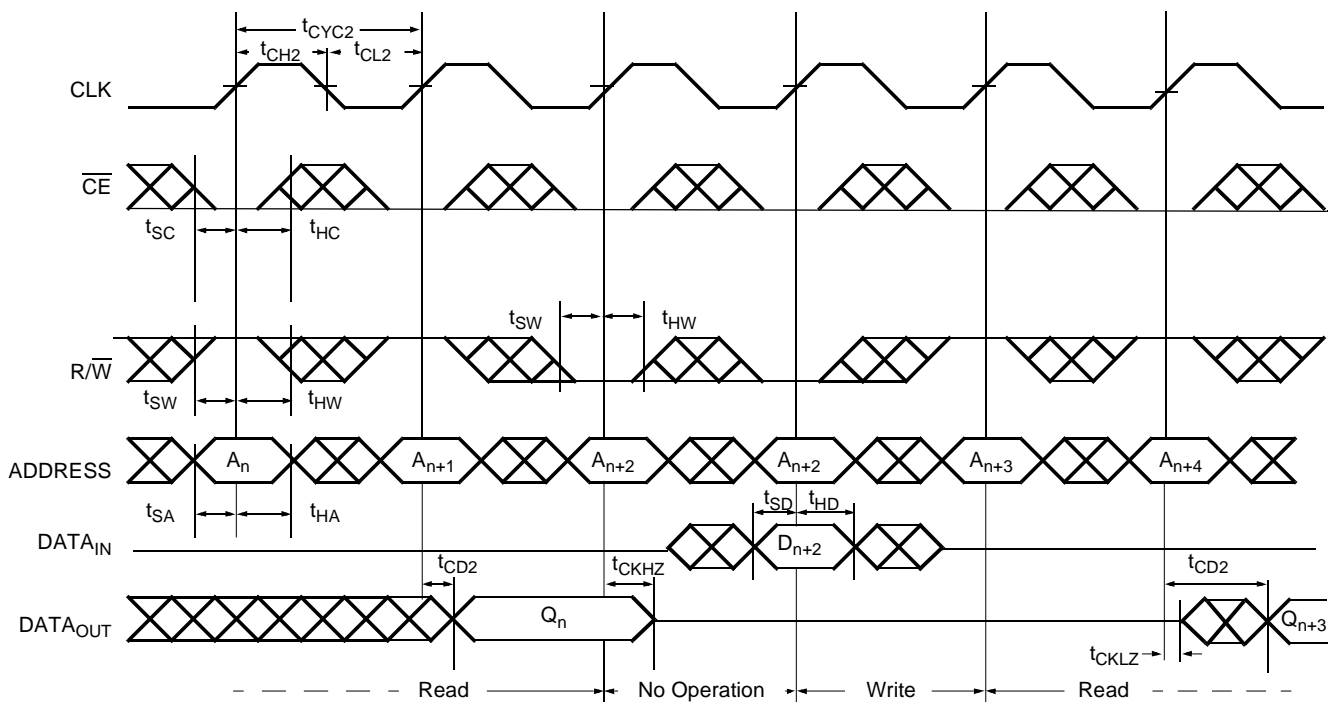 tCYC2
tCH2 tCL2
CLK
CE
tSC tHC
tSW tHW
R/W
tSW tHW
ADDRESS An An+1 An+2 An+2 An+3 An+4
tSA tHA tSD tHD
DATAIN Dn+2
tCD2 tCKHZ tCD2
DATAOUT Qn Qn+3
tCKLZ
Read No Operation Write Read